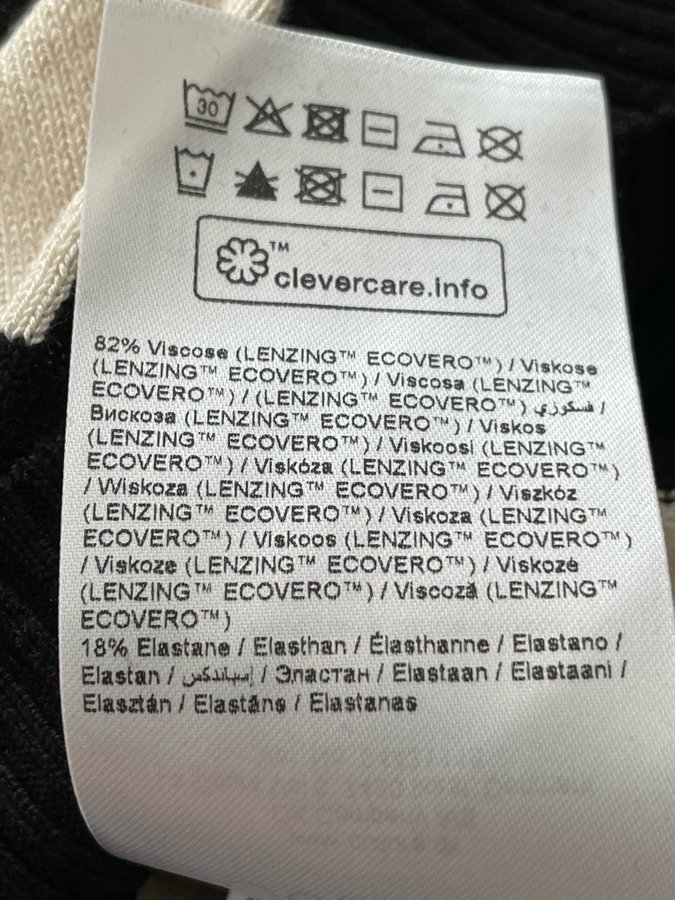 30
™
clevercare.info
82% Viscose (LENZING™ ECOVERO™) / Viskose
(LENZING™ ECOVERO™) / Viscosa (LENZING™
ECOVERO™) / (LENZING™ ECOVERO™) فسكوزي /
Вискоза (LENZING™ ECOVERO™) / Viskos
(LENZING™ ECOVERO™) / Viskoosi (LENZING™
ECOVERO™) / Viskóza (LENZING™ ECOVERO™)
/ Wiskoza (LENZING™ ECOVERO™) / Viszkóz
(LENZING™ ECOVERO™) / Viskoza (LENZING™
ECOVERO™) / Viskoos (LENZING™ ECOVERO™)
/ Viskoze (LENZING™ ECOVERO™) / Viskozė
(LENZING™ ECOVERO™) / Viscoză (LENZING™
ECOVERO™)
18% Elastane / Elasthan / Élasthanne / Elastano /
Elastan / إسباندكس / Эластан / Elastaan / Elastaani /
Elasztán / Elastāns / Elastanas